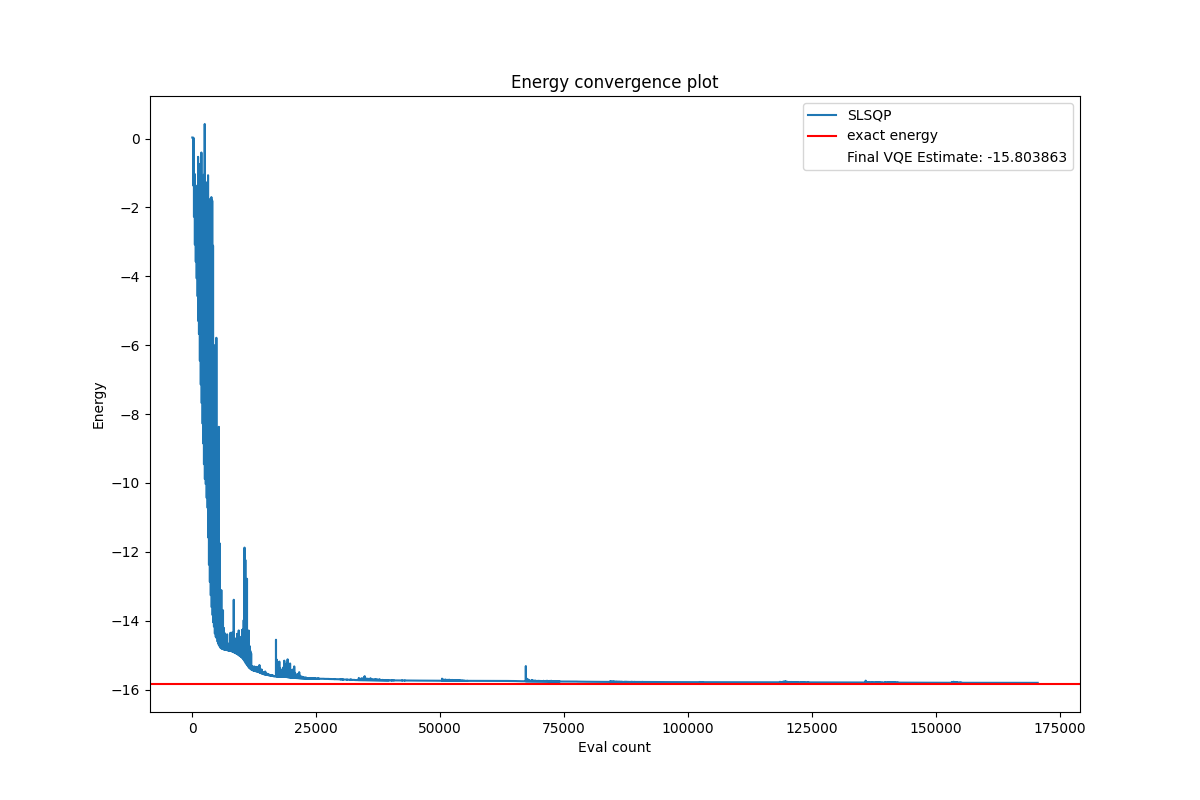 Energy convergence plot
SLSQP
exact energy
Final VQE Estimate: -15.803863
Energy
0
−2
−4
−6
−8
−10
−12
−14
−16
0 25000 50000 75000 100000 125000 150000 175000
Eval count